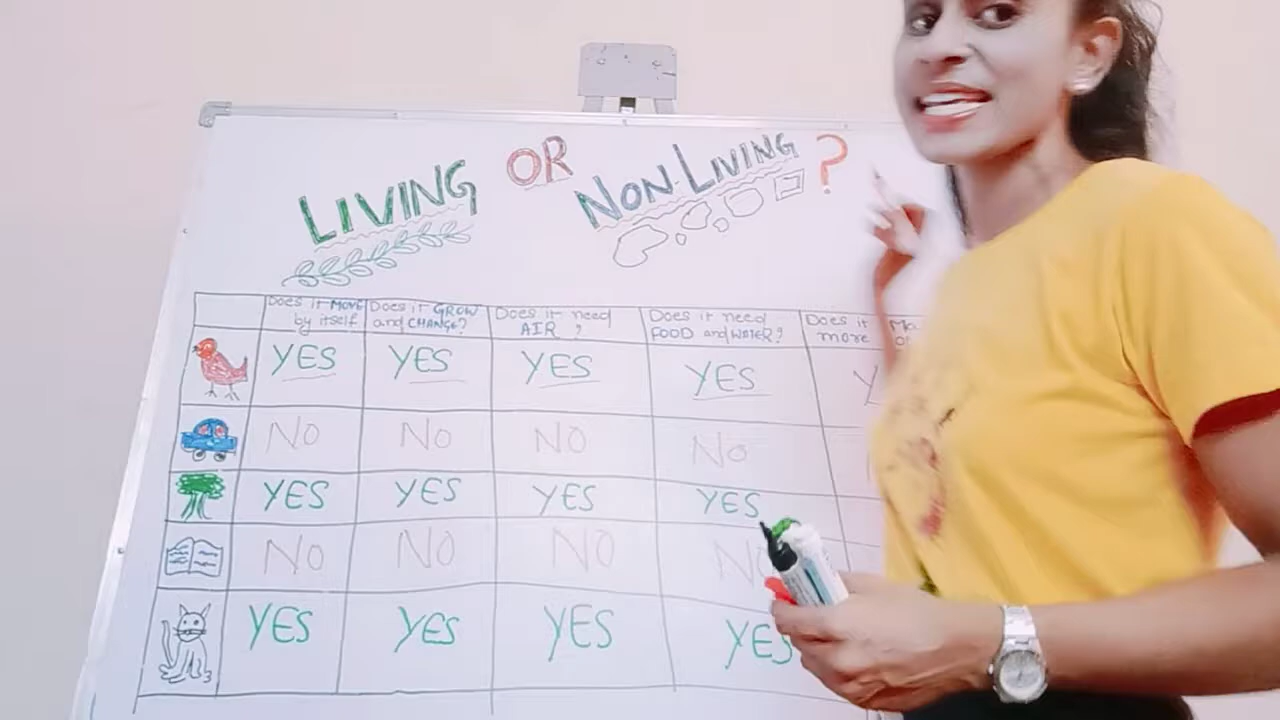 LIVING OR NON-LIVING ?
Does it MOVE by itself
Does it GROW and CHANGE?
Does it need AIR ?
Does it need FOOD and WATER?
Does it
more
YES YES YES YES
NO NO NO NO
YES YES YES YES
NO NO NO NO
YES YES YES YES